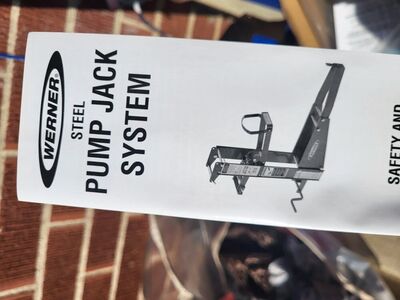 WERNER®
STEEL
PUMP JACK
SYSTEM
SAFETY AND